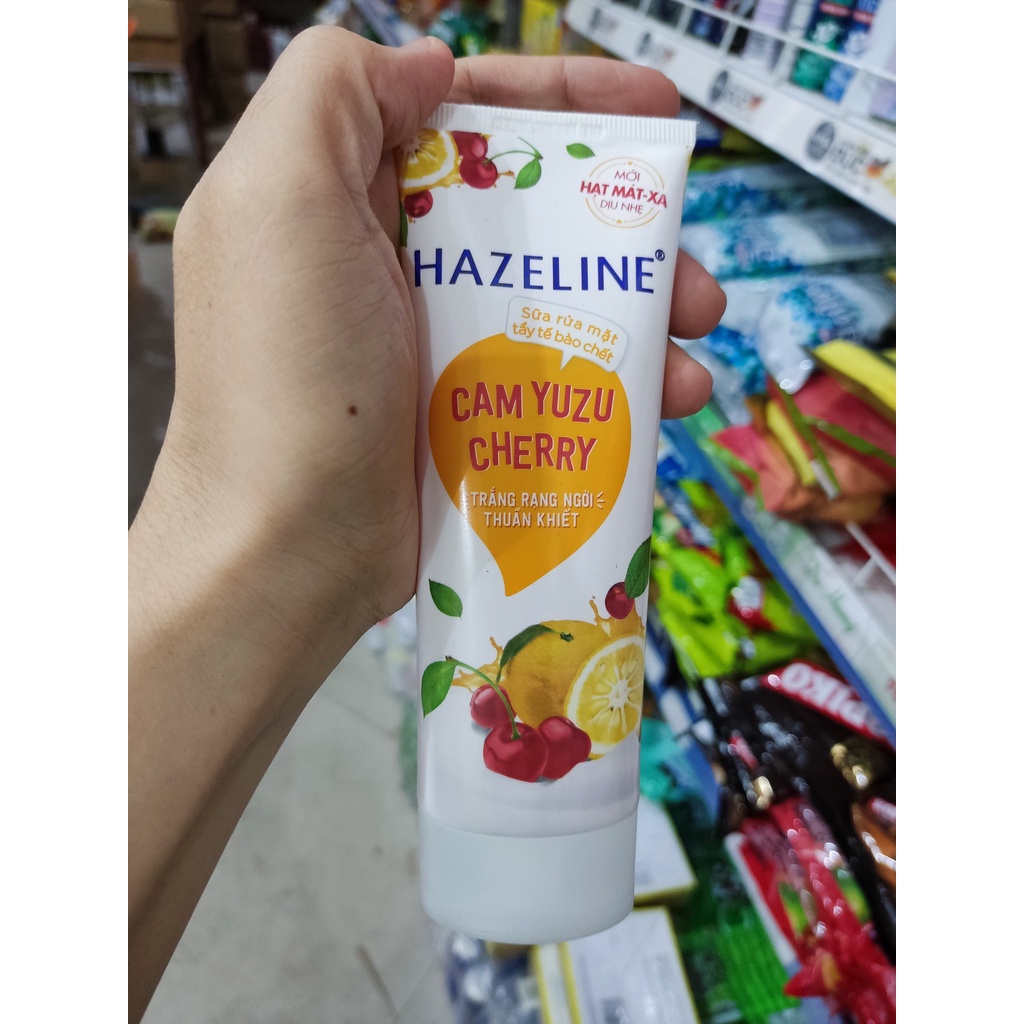 MỚI
HẠT MÁT-XA
DỊU NHẸ
HAZELINE®
Sữa rửa mặt
tẩy tế bào chết
CAM YUZU
CHERRY
TRẮNG RẠNG NGỜI
THUẦN KHIẾT
PIKO